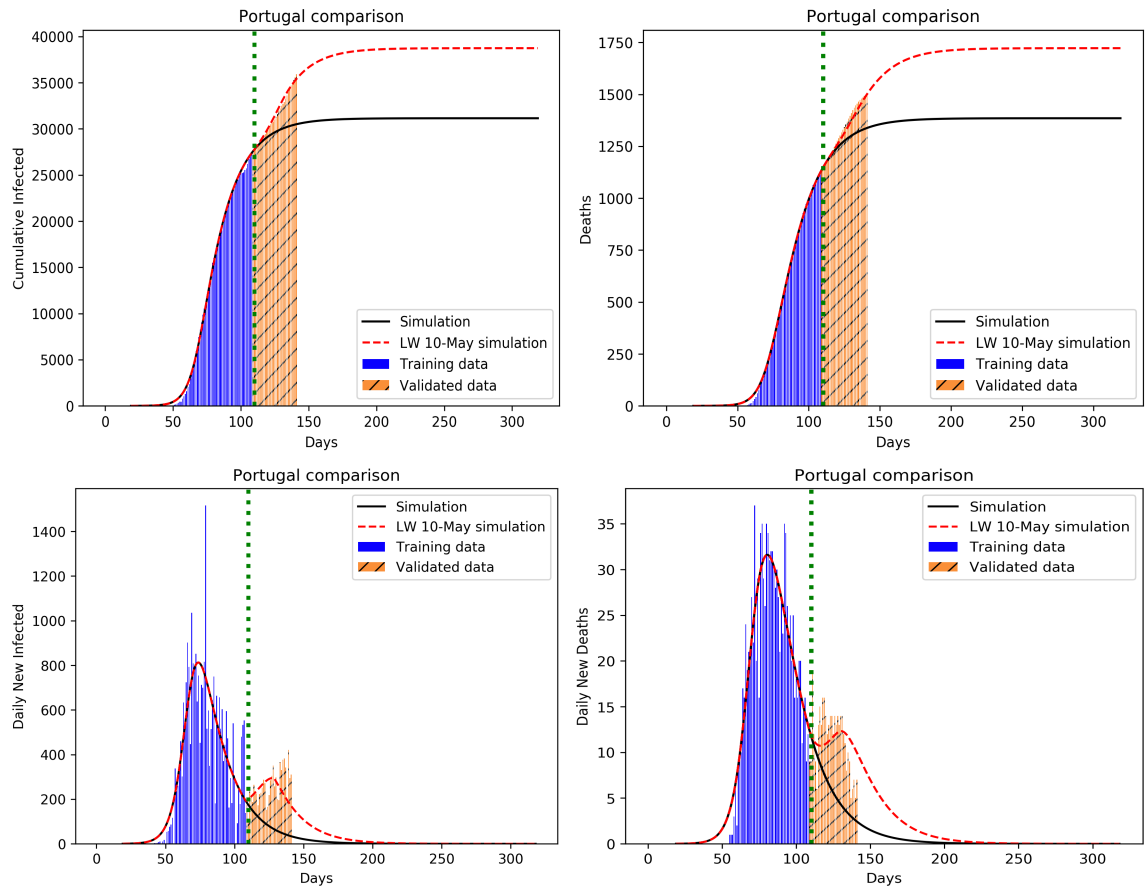 Portugal comparison
Cumulative Infected
40000
35000
30000
25000
20000
15000
10000
5000
0
Simulation
LW 10-May simulation
Training data
Validated data
0 50 100 150 200 250 300
Days
Portugal comparison
Deaths
1750
1500
1250
1000
750
500
250
0
Simulation
LW 10-May simulation
Training data
Validated data
0 50 100 150 200 250 300
Days
Portugal comparison
Daily New Infected
1400
1200
1000
800
600
400
200
0
Simulation
LW 10-May simulation
Training data
Validated data
0 50 100 150 200 250 300
Days
Portugal comparison
Daily New Deaths
35
30
25
20
15
10
5
0
Simulation
LW 10-May simulation
Training data
Validated data
0 50 100 150 200 250 300
Days